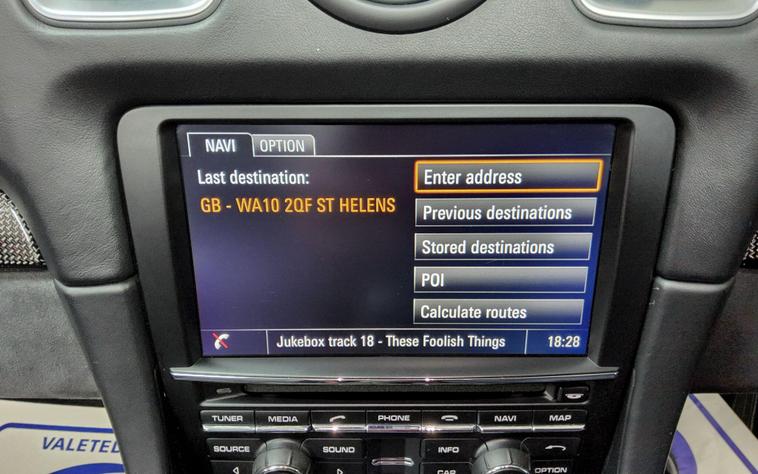 NAVI OPTION
Last destination:
GB - WA10 2QF ST HELENS
Enter address
Previous destinations
Stored destinations
POI
Calculate routes
Jukebox track 18 - These Foolish Things 18:28
TUNER MEDIA PHONE NAVI MAP
SOURCE SOUND INFO
CAR OPTION